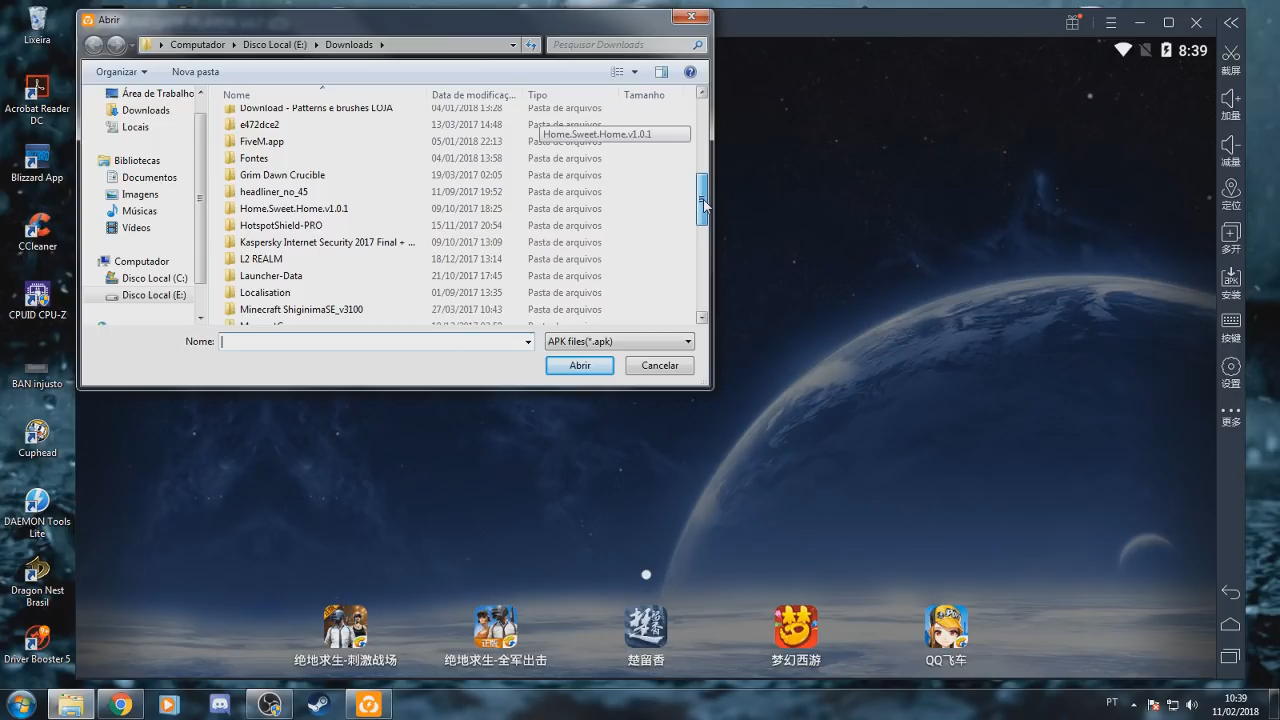 Abrir
Computador
Disco Local (E:)
Downloads
Pesquisar Downloads
Organizar
Nova pasta
Nome
Data de modificaç...
Tipo
Tamanho
Área de Trabalho
Downloads
Locais
Bibliotecas
Documentos
Imagens
Músicas
Vídeos
Computador
Disco Local (C:)
Disco Local (E:)
Download - Patterns e brushes LOJA 04/01/2018 13:28 Pasta de arquivos
e472dce2 13/03/2017 14:48 Pasta de arquivos
Home.Sweet.Home.v1.0.1
FiveM.app 05/01/2018 22:13 Pasta de arquivos
Fontes 04/01/2018 13:58 Pasta de arquivos
Grim Dawn Crucible 19/03/2017 02:05 Pasta de arquivos
headliner_no_45 11/09/2017 19:52 Pasta de arquivos
Home.Sweet.Home.v1.0.1 09/10/2017 18:25 Pasta de arquivos
HotspotShield-PRO 15/11/2017 20:54 Pasta de arquivos
Kaspersky Internet Security 2017 Final + ... 09/10/2017 13:09 Pasta de arquivos
L2 REALM 18/12/2017 13:14 Pasta de arquivos
Launcher-Data 21/10/2017 17:45 Pasta de arquivos
Localisation 01/09/2017 13:35 Pasta de arquivos
Minecraft ShiginimaSE_v3100 27/03/2017 10:43 Pasta de arquivos
Nome:
APK files(*.apk)
Abrir
Cancelar
Lixeira
Acrobat Reader
DC
Blizzard App
CCleaner
CPUID CPU-Z
BAN injusto
Cuphead
DAEMON Tools
Lite
Dragon Nest
Brasil
Driver Booster 5
8:39
截屏
加量
减量
定位
多开
安装
按键
设置
更多
绝地求生-刺激战场
绝地求生-全军出击
楚留香
梦幻西游
QQ飞车
PT
10:39
11/02/2018